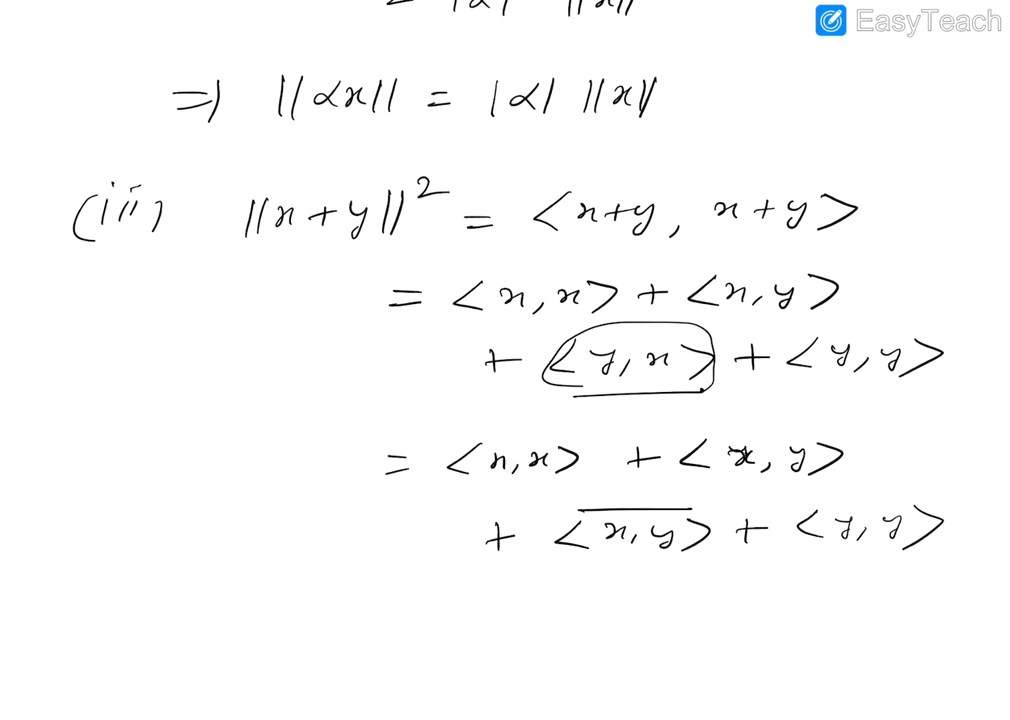 EasyTeach
= |α| ||x||
=> ||αx|| = |α| ||x||
(iii) ||x+y||² = <x+y, x+y>
= <x,x> + <x,y>
+ <y,x> + <y,y>
= <x,x> + <x,y>
+ <x̅,̅y̅> + <y,y>